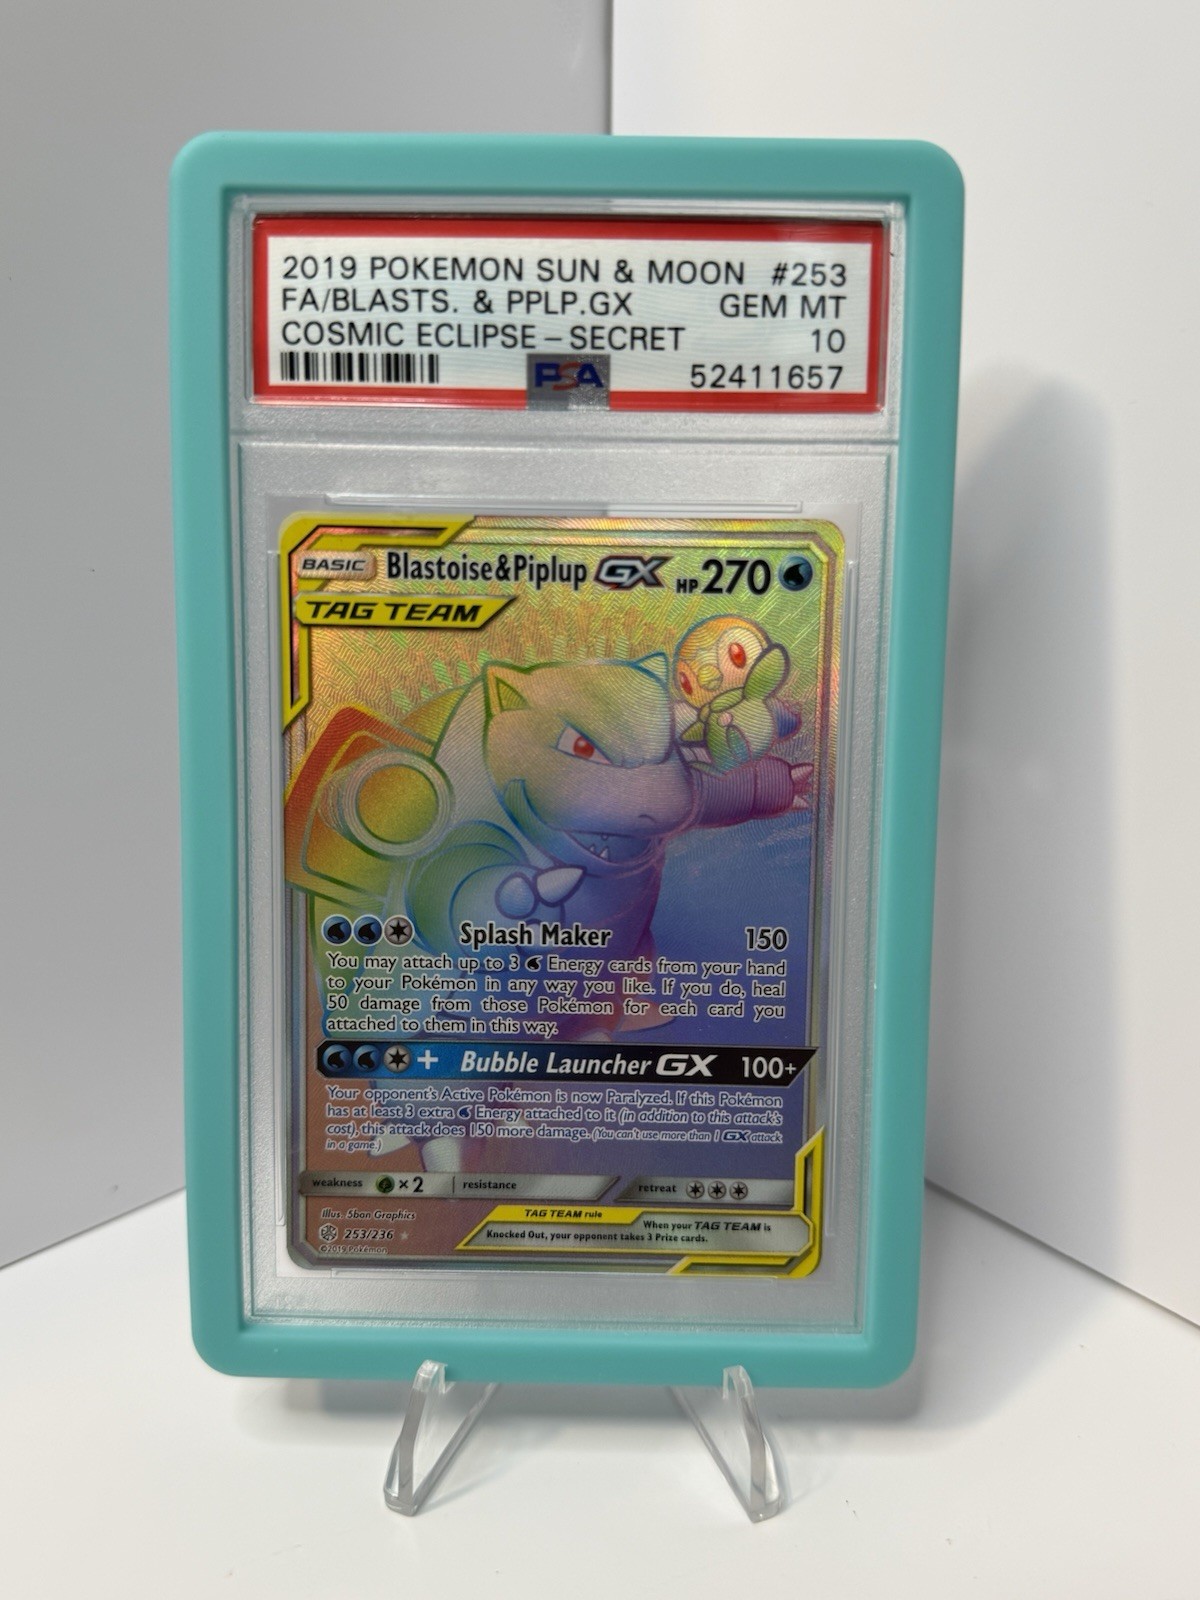 2019 POKEMON SUN & MOON #253
FA/BLASTS. & PPLP.GX GEM MT
COSMIC ECLIPSE – SECRET 10
PSA 52411657
BASIC Blastoise&Piplup GX HP 270
TAG TEAM
Splash Maker 150
You may attach up to 3 Energy cards from your hand
to your Pokémon in any way you like. If you do, heal
50 damage from those Pokémon for each card you
attached to them in this way.
+ Bubble Launcher GX 100+
Your opponent's Active Pokémon is now Paralyzed. If this Pokémon
has at least 3 extra Energy attached to it (in addition to this attack's
cost), this attack does 150 more damage. (You can't use more than 1 GX attack
in a game.)
weakness ×2 resistance retreat
Illus. 5ban Graphics
253/236
©2019 Pokémon
TAG TEAM rule
When your TAG TEAM is
Knocked Out, your opponent takes 3 Prize cards.